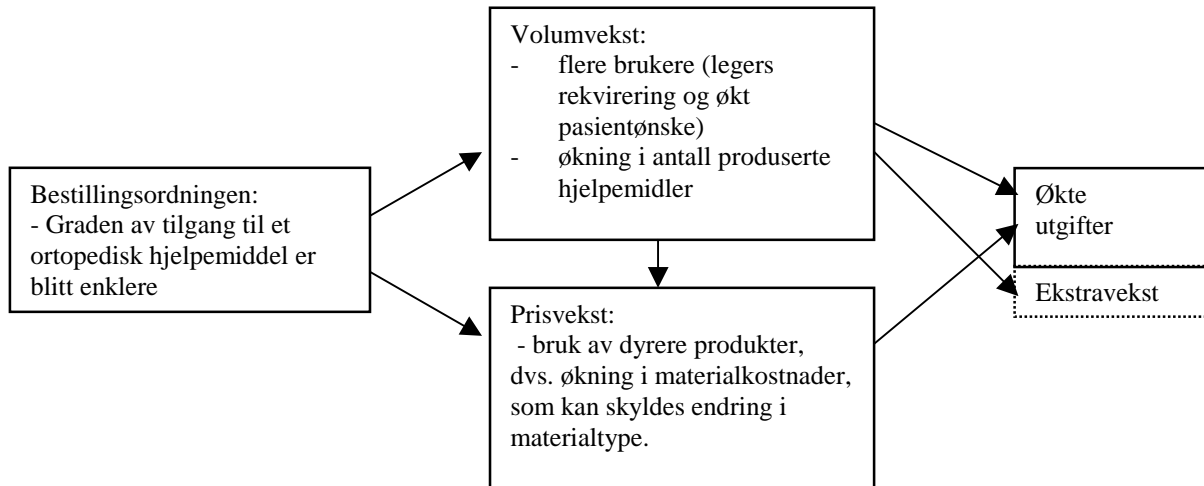 Bestillingsordningen:
- Graden av tilgang til et
ortopedisk hjelpemiddel er
blitt enklere
Volumvekst:
- flere brukere (legers
rekvirering og økt
pasientønske)
- økning i antall produserte
hjelpemidler
Prisvekst:
- bruk av dyrere produkter,
dvs. økning i materialkostnader,
som kan skyldes endring i
materialtype.
Økte
utgifter
Ekstravekst